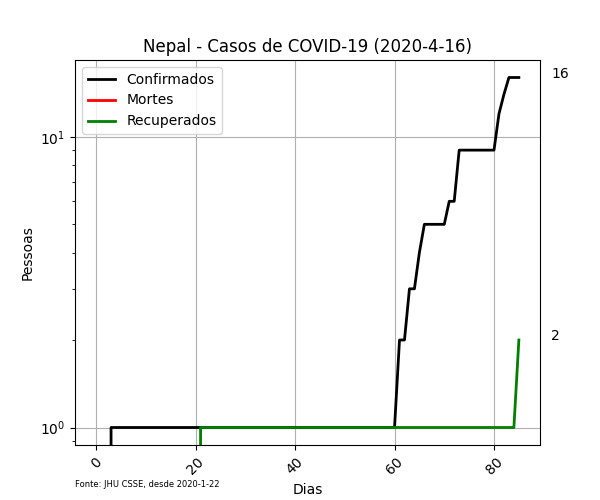 Nepal - Casos de COVID-19 (2020-4-16)
Confirmados
Mortes
Recuperados
16
2
10¹
10⁰
Pessoas
0
20
40
60
80
Dias
Fonte: JHU CSSE, desde 2020-1-22